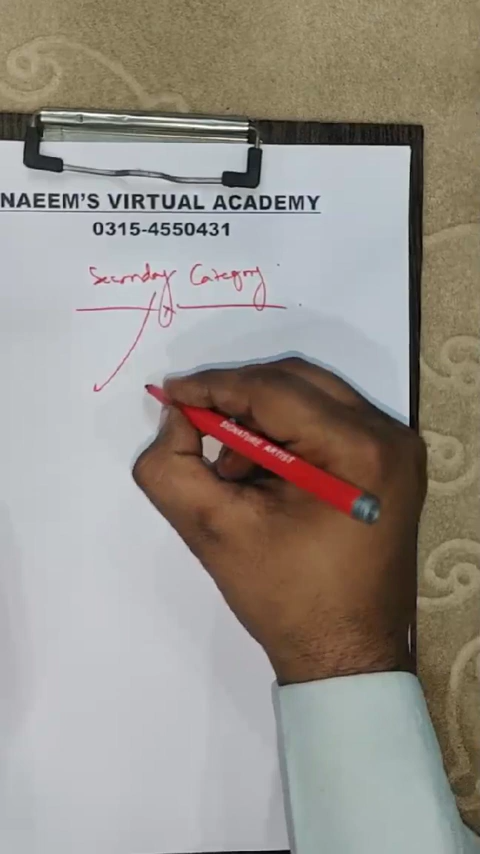 NAEEM'S VIRTUAL ACADEMY
0315-4550431
Secondary Category
SIGNATURE ARTIST